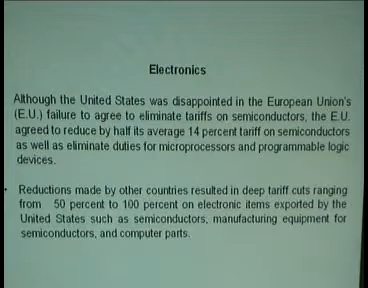 Electronics
Although the United States was disappointed in the European Union's
(E.U.) failure to agree to eliminate tariffs on semiconductors, the E.U.
agreed to reduce by half its average 14 percent tariff on semiconductors
as well as eliminate duties for microprocessors and programmable logic
devices.
Reductions made by other countries resulted in deep tariff cuts ranging
from 50 percent to 100 percent on electronic items exported by the
United States such as semiconductors, manufacturing equipment for
semiconductors, and computer parts.